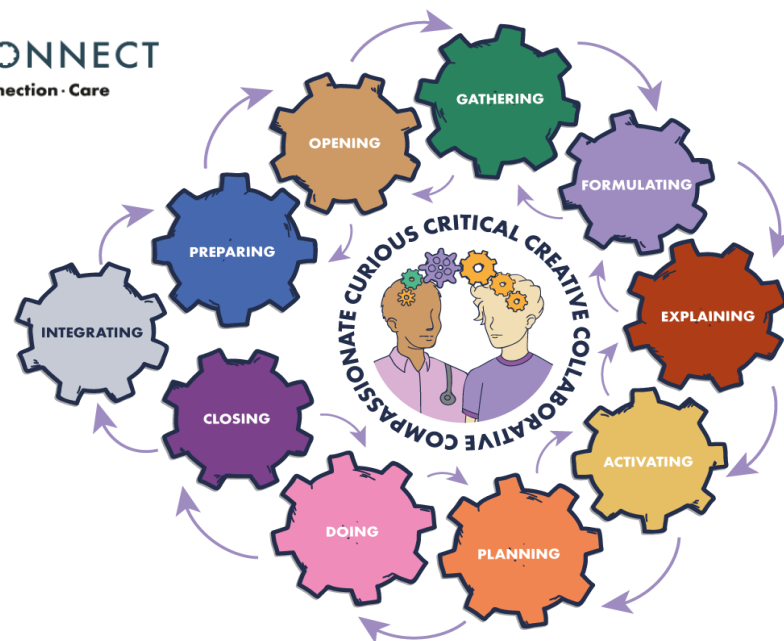 ONNECT
nection · Care
GATHERING
OPENING
FORMULATING
PREPARING
EXPLAINING
INTEGRATING
CLOSING
ACTIVATING
DOING
PLANNING
COMPASSIONATE CURIOUS CRITICAL CREATIVE COLLABORATIVE